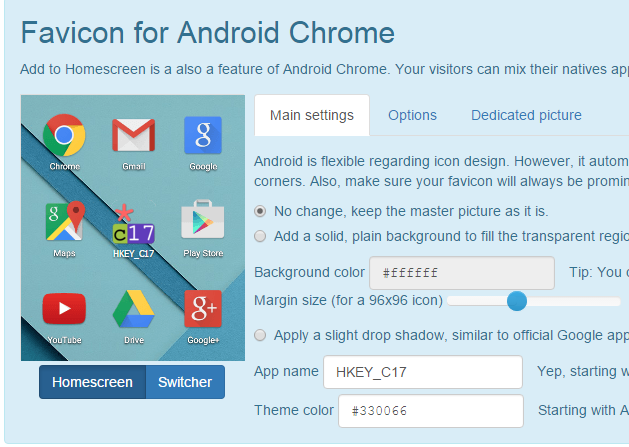 Favicon for Android Chrome
Add to Homescreen is a also a feature of Android Chrome. Your visitors can mix their natives app
Chrome
Gmail
8
Google
8
Maps
* C17
HKEY_C17
Play Store
YouTube
Drive
g+
Google+
Homescreen
Switcher
Main settings
Options
Dedicated picture
Android is flexible regarding icon design. However, it autom
corners. Also, make sure your favicon will always be promin
No change, keep the master picture as it is.
Add a solid, plain background to fill the transparent regio
Background color
#ffffff
Tip: You c
Margin size (for a 96x96 icon)
Apply a slight drop shadow, similar to official Google app
App name
HKEY_C17
Yep, starting w
Theme color
#330066
Starting with A